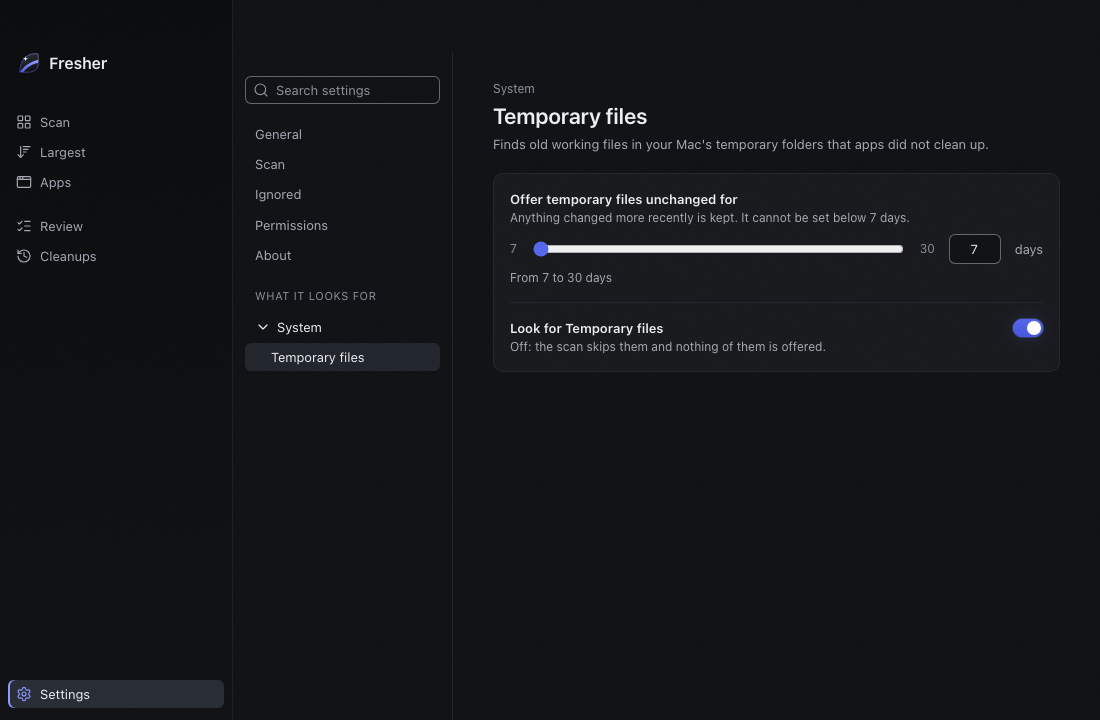 Fresher
Scan
Largest
Apps
Review
Cleanups
Settings
Search settings
General
Scan
Ignored
Permissions
About
WHAT IT LOOKS FOR
System
Temporary files
System
Temporary files
Finds old working files in your Mac's temporary folders that apps did not clean up.
Offer temporary files unchanged for
Anything changed more recently is kept. It cannot be set below 7 days.
7 30 7 days
From 7 to 30 days
Look for Temporary files
Off: the scan skips them and nothing of them is offered.